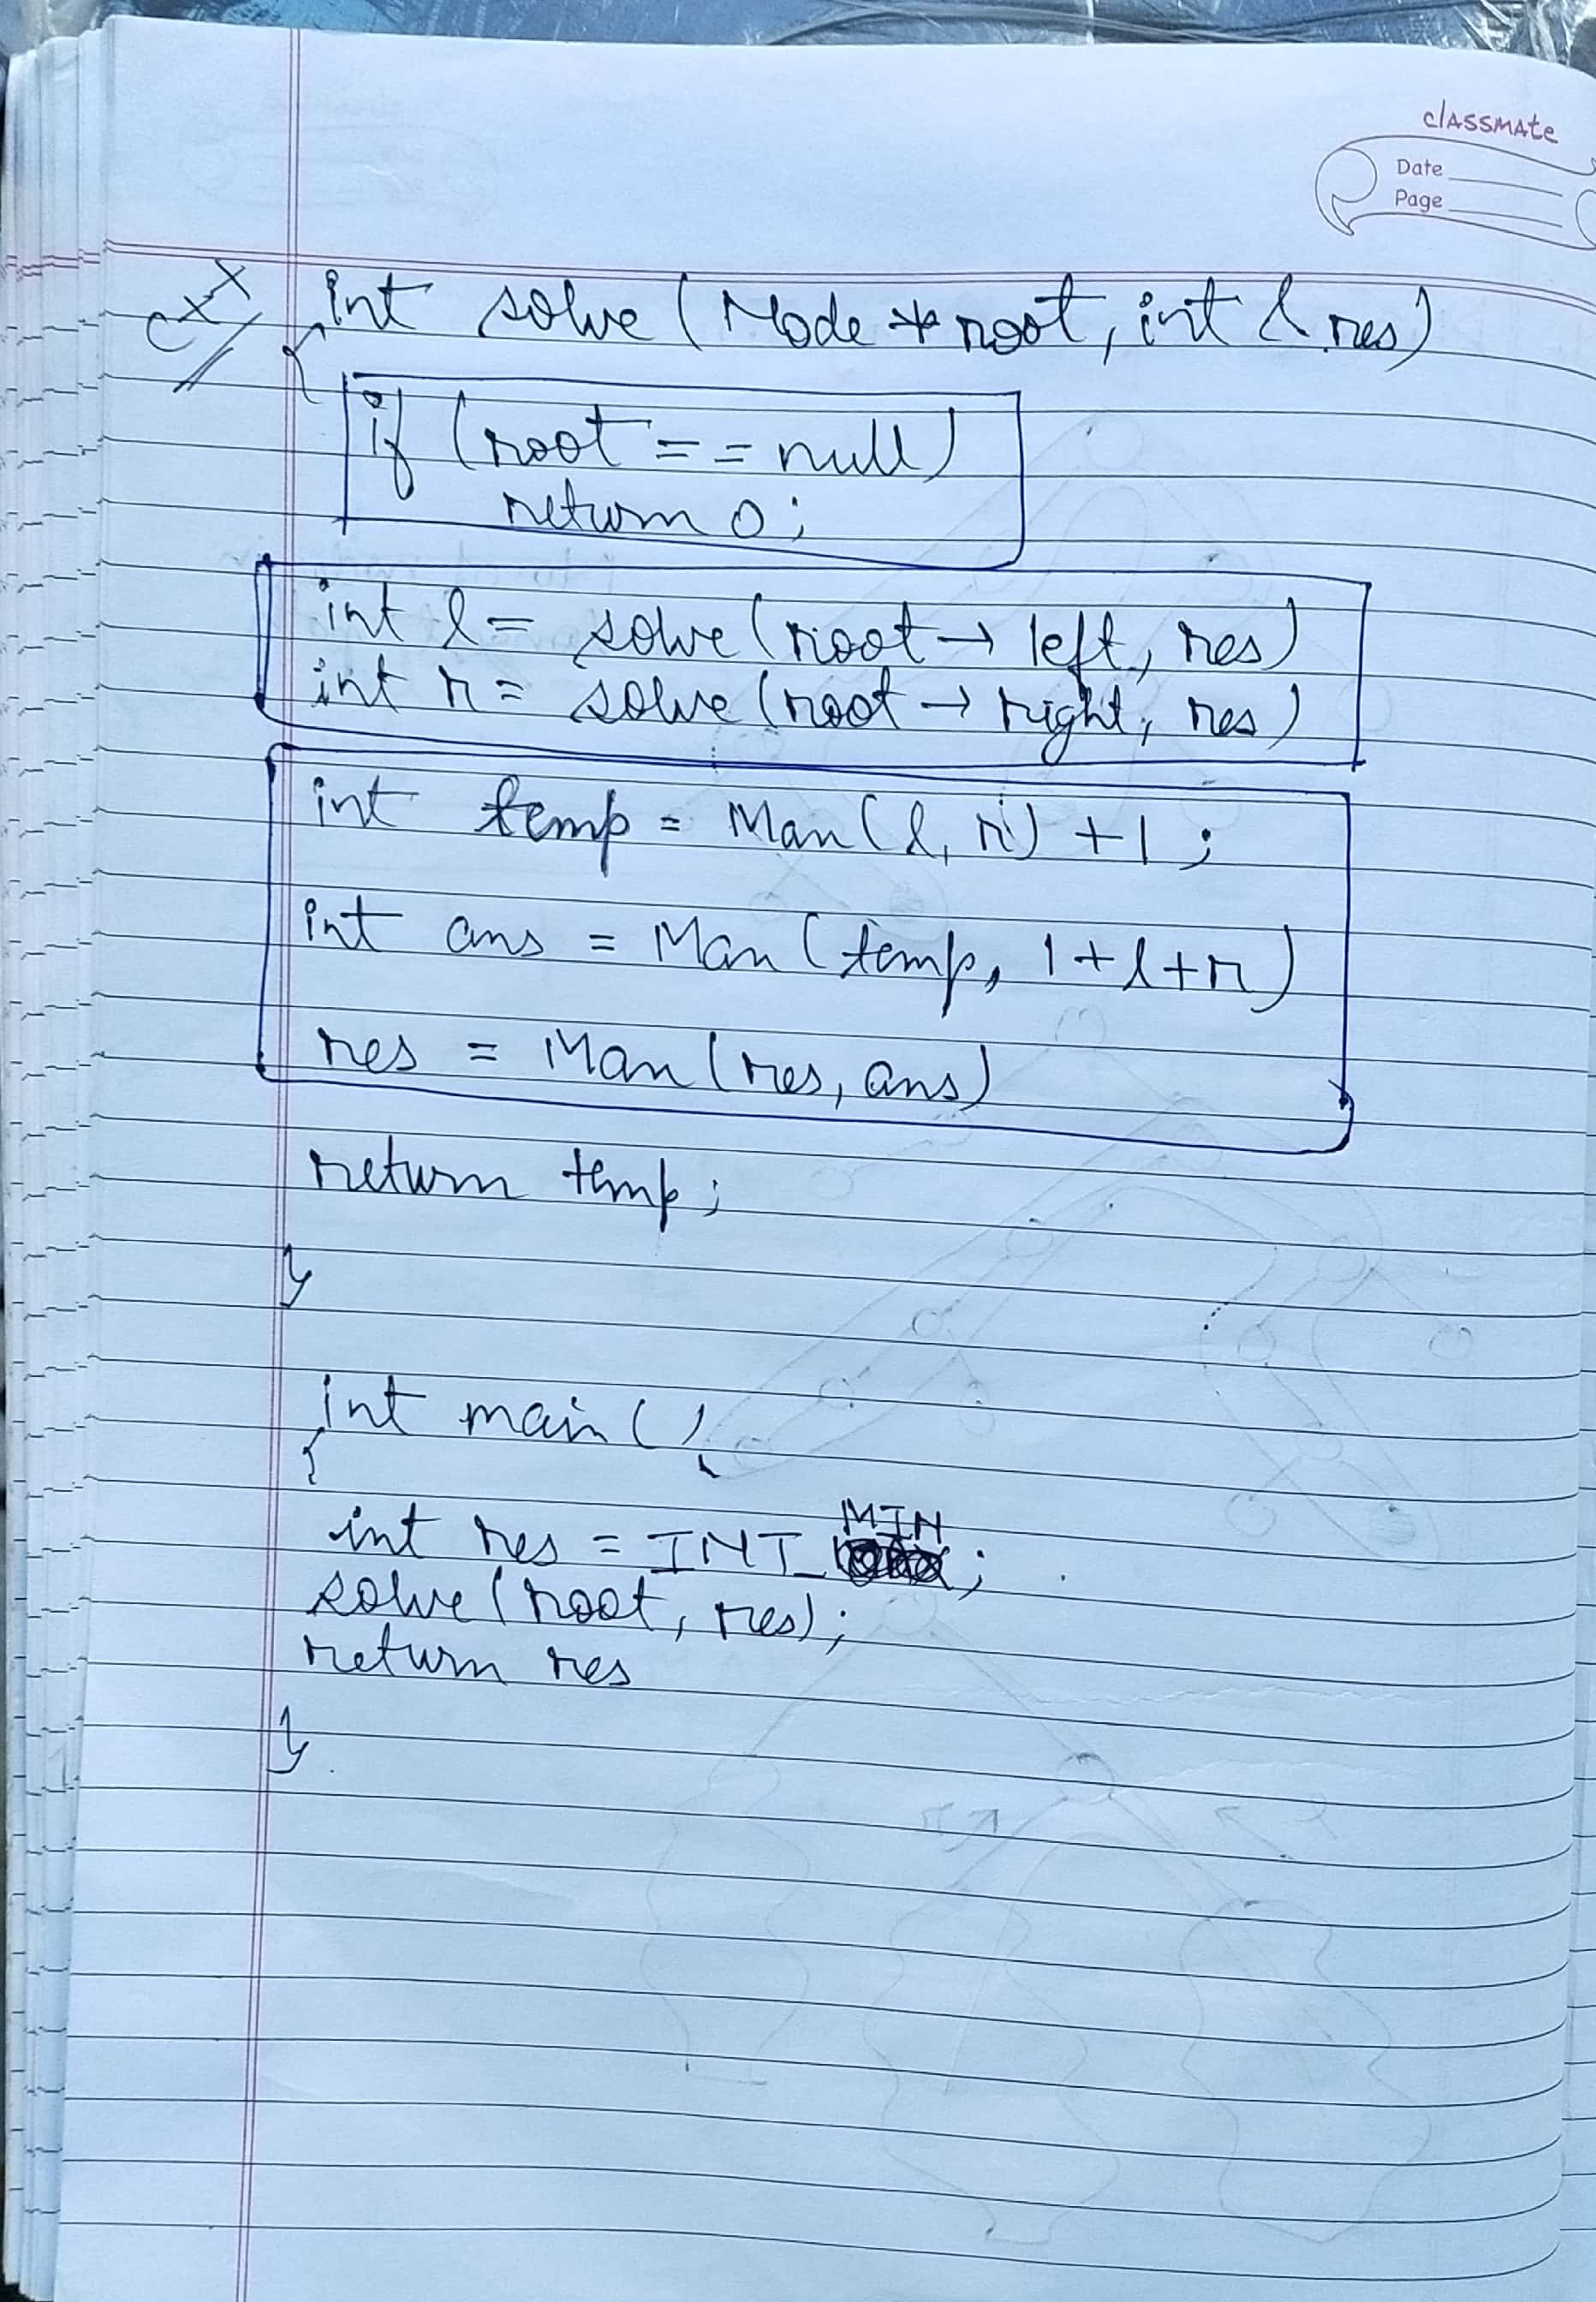 classmate
Date
Page
C++
int solve (Node * root, int & res)
{
if (root == null)
return 0;
int l = solve (root → left, res)
int r = solve (root → right, res)
int temp = Max (l, r) + 1 ;
int ans = Max (temp, 1 + l + r)
res = Max (res, ans)
return temp;
}
int main ()
{
int res = INT_MIN;
solve (root, res);
return res
}